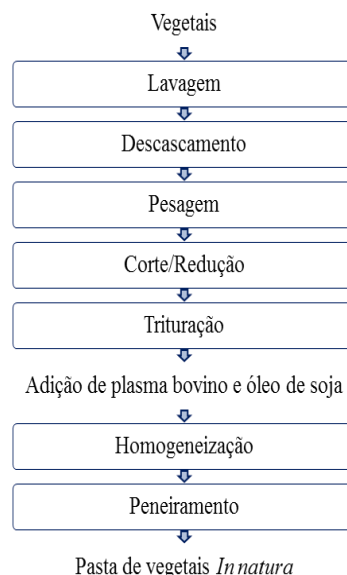 Vegetais
Lavagem
Descascamento
Pesagem
Corte/Redução
Trituração
Adição de plasma bovino e óleo de soja
Homogeneização
Peneiramento
Pasta de vegetais In natura